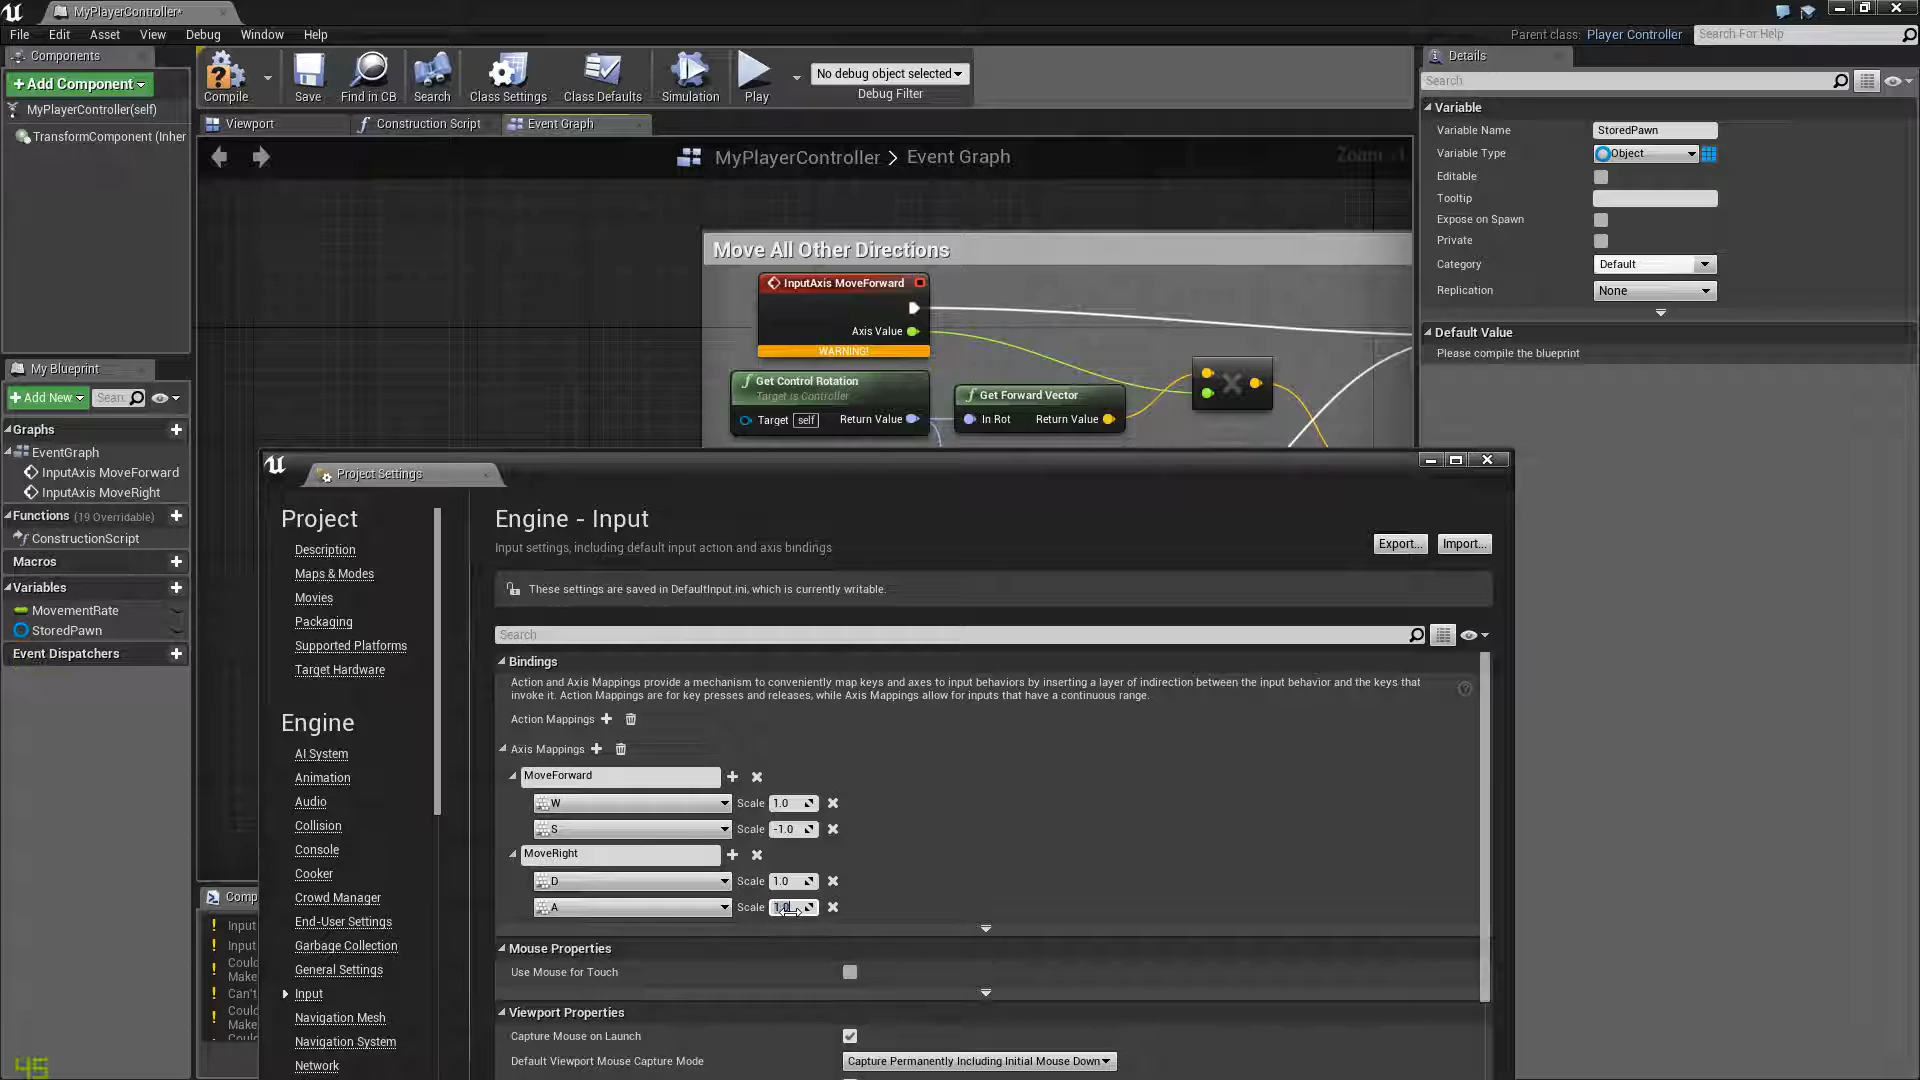 MyPlayerController*
File Edit Asset View Debug Window Help
Parent class: Player Controller
Search For Help
Components
+ Add Component
MyPlayerController(self)
TransformComponent (Inher
Compile
Save
Find in CB
Search
Class Settings
Class Defaults
Simulation
Play
No debug object selected
Debug Filter
Viewport
Construction Script
Event Graph
MyPlayerController > Event Graph
Zoom -1
Move All Other Directions
InputAxis MoveForward
Axis Value
WARNING!
Get Control Rotation
Target is Controller
Target self Return Value
Get Forward Vector
In Rot Return Value
Details
Search
Variable
Variable Name StoredPawn
Variable Type Object
Editable
Tooltip
Expose on Spawn
Private
Category Default
Replication None
Default Value
Please compile the blueprint
My Blueprint
+ Add New
Graphs
EventGraph
InputAxis MoveForward
InputAxis MoveRight
Functions (19 Overridable)
ConstructionScript
Macros
Variables
MovementRate
StoredPawn
Event Dispatchers
Comp
Input
Input
Could
Make
Can't
Could
Make
Could
45
Project Settings
Project
Description
Maps & Modes
Movies
Packaging
Supported Platforms
Target Hardware
Engine
AI System
Animation
Audio
Collision
Console
Cooker
Crowd Manager
End-User Settings
Garbage Collection
General Settings
Input
Navigation Mesh
Navigation System
Network
Engine - Input
Input settings, including default input action and axis bindings
Export...
Import...
These settings are saved in DefaultInput.ini, which is currently writable.
Search
Bindings
Action and Axis Mappings provide a mechanism to conveniently map keys and axes to input behaviors by inserting a layer of indirection between the input behavior and the keys that
invoke it. Action Mappings are for key presses and releases, while Axis Mappings allow for inputs that have a continuous range.
Action Mappings
Axis Mappings
MoveForward
W Scale 1.0
S Scale -1.0
MoveRight
D Scale 1.0
A Scale 1.0
Mouse Properties
Use Mouse for Touch
Viewport Properties
Capture Mouse on Launch
Default Viewport Mouse Capture Mode Capture Permanently Including Initial Mouse Down